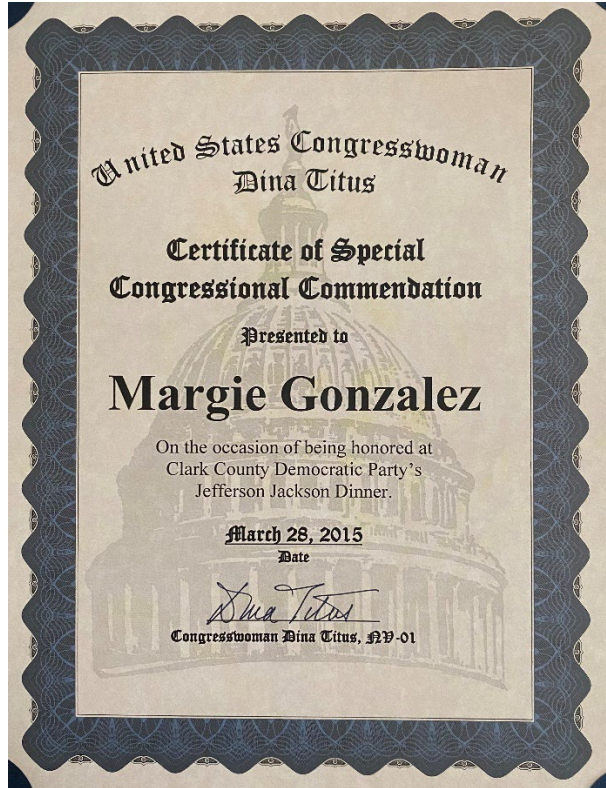 United States Congresswoman
Dina Titus
Certificate of Special
Congressional Commendation
Presented to
Margie Gonzalez
On the occasion of being honored at
Clark County Democratic Party's
Jefferson Jackson Dinner.
March 28, 2015
Date
Dina Titus
Congresswoman Dina Titus, NV-01